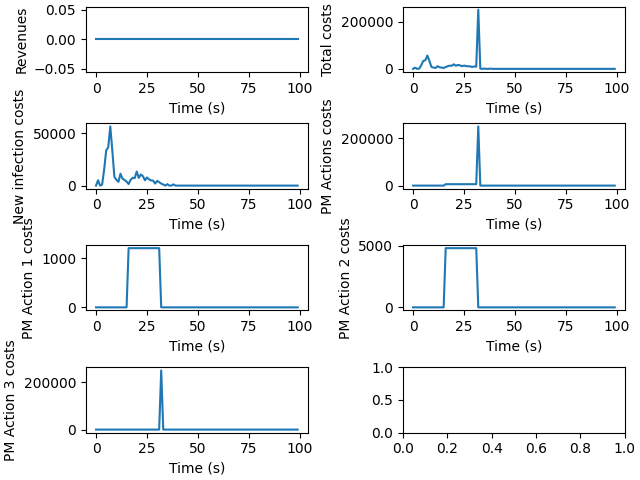 Revenues
0.05
0.00
−0.05
0 25 50 75 100
Time (s)
Total costs
200000
0
0 25 50 75 100
Time (s)
New infection costs
50000
0
0 25 50 75 100
Time (s)
PM Actions costs
200000
0
0 25 50 75 100
Time (s)
PM Action 1 costs
1000
0
0 25 50 75 100
Time (s)
PM Action 2 costs
5000
0
0 25 50 75 100
Time (s)
PM Action 3 costs
200000
0
0 25 50 75 100
Time (s)
1.0
0.5
0.0
0.0 0.2 0.4 0.6 0.8 1.0